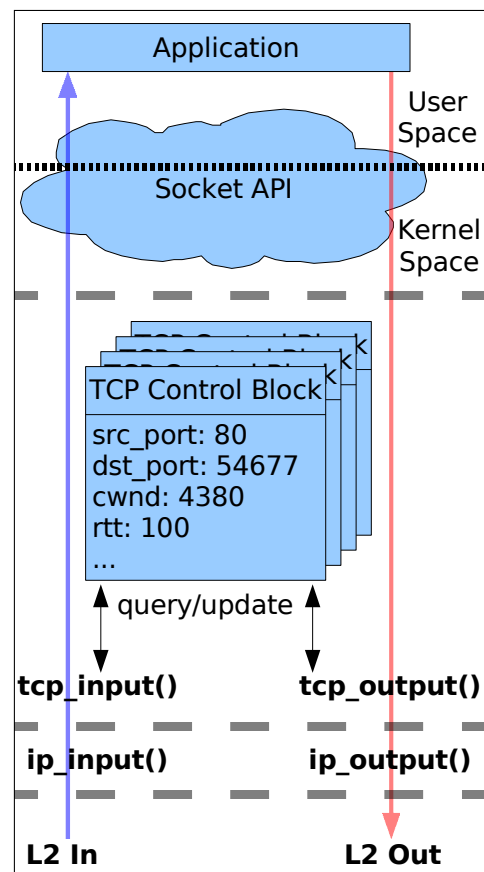 Application
User
Space
Socket API
Kernel
Space
TCP Control Block
src_port: 80
dst_port: 54677
cwnd: 4380
rtt: 100
...
query/update
tcp_input() tcp_output()
ip_input() ip_output()
L2 In L2 Out